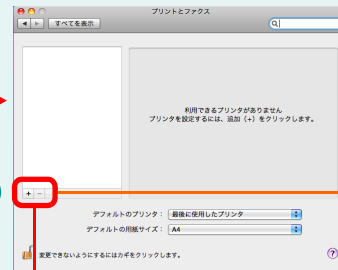 プリントとファクス
すべてを表示
利用できるプリンタがありません
プリンタを設定するには、追加（+）をクリックします。
+ -
デフォルトのプリンタ： 最後に使用したプリンタ
デフォルトの用紙サイズ： A4
変更できないようにするにはカギをクリックします。
?